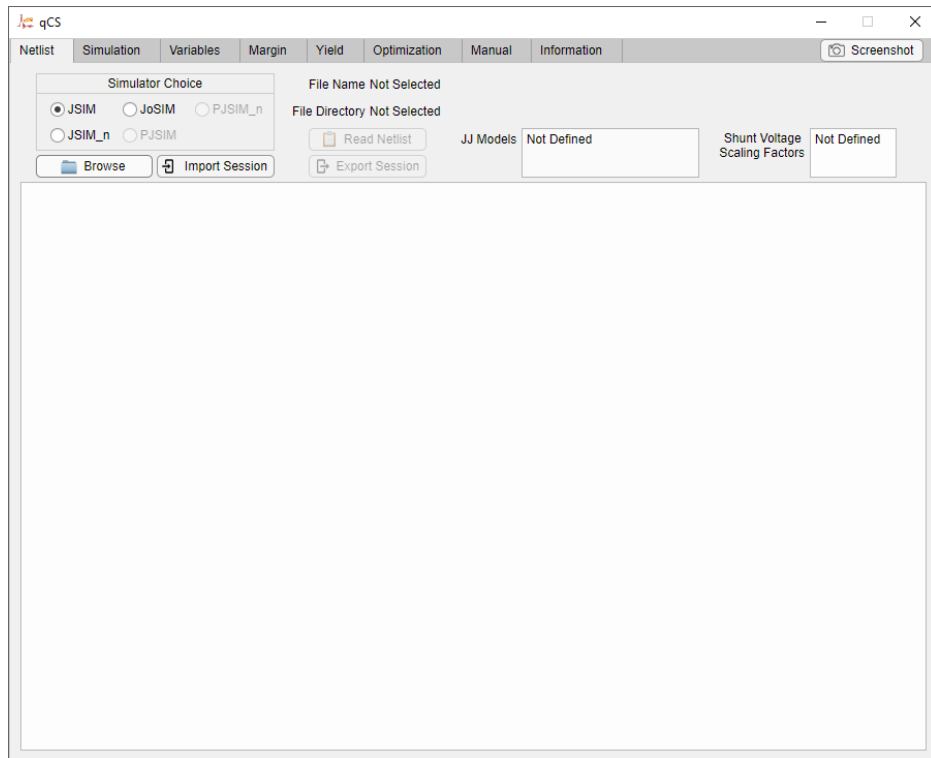 qCS
Netlist Simulation Variables Margin Yield Optimization Manual Information Screenshot
Simulator Choice
JSIM JoSIM PJSIM_n
JSIM_n PJSIM
Browse Import Session
File Name Not Selected
File Directory Not Selected
Read Netlist
Export Session
JJ Models Not Defined
Shunt Voltage
Scaling Factors
Not Defined